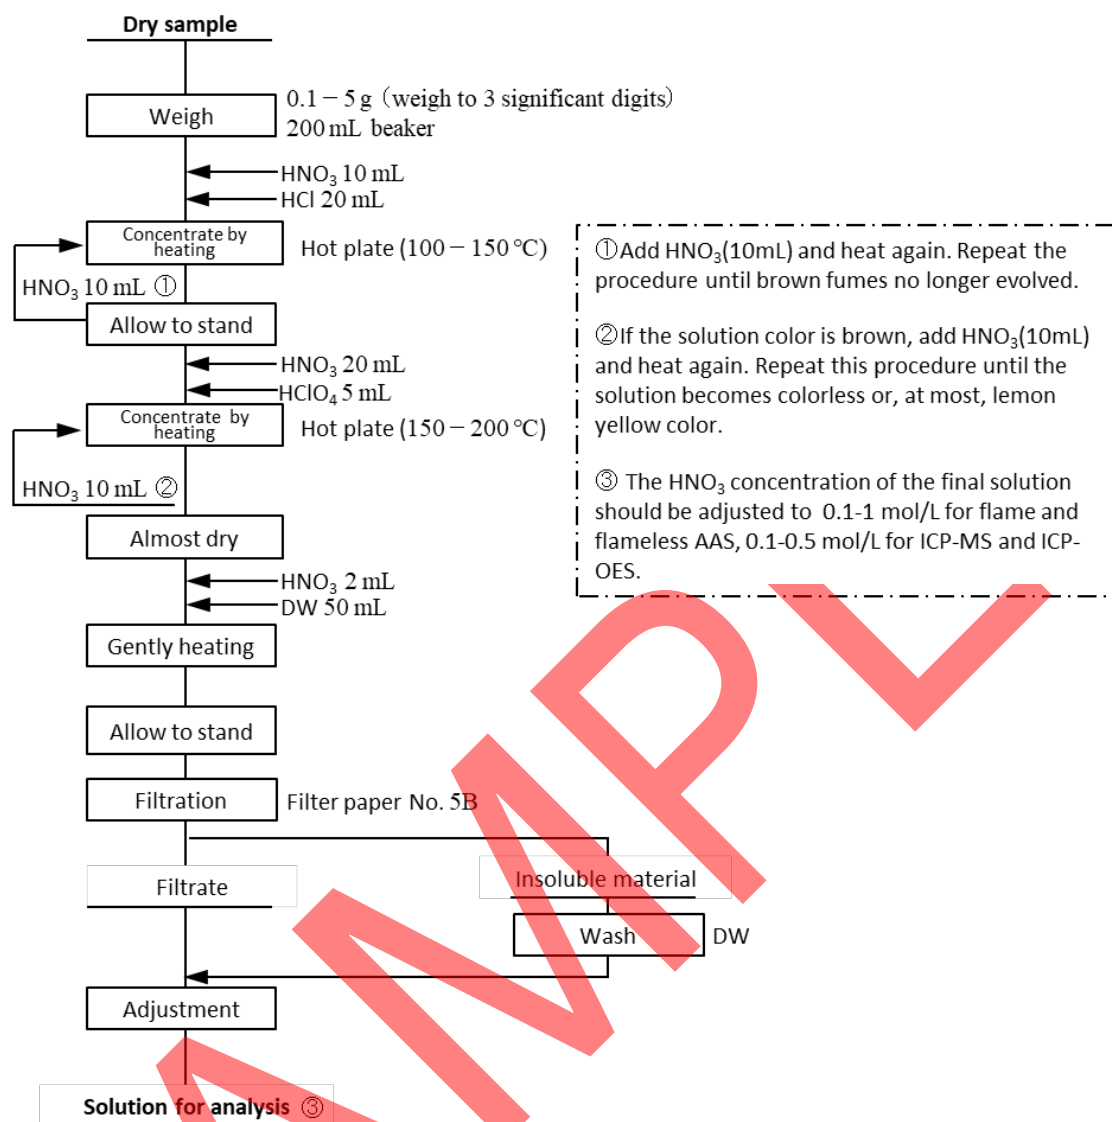 Dry sample
Weigh
0.1 − 5 g （weigh to 3 significant digits）
200 mL beaker
HNO₃ 10 mL
HCl 20 mL
Concentrate by
heating
Hot plate (100 − 150 ℃)
HNO₃ 10 mL ①
Allow to stand
HNO₃ 20 mL
HClO₄ 5 mL
Concentrate by
heating
Hot plate (150 − 200 ℃)
HNO₃ 10 mL ②
Almost dry
HNO₃ 2 mL
DW 50 mL
Gently heating
Allow to stand
Filtration
Filter paper No. 5B
Filtrate
Insoluble material
Wash
DW
Adjustment
Solution for analysis ③
①Add HNO₃(10mL) and heat again. Repeat the
procedure until brown fumes no longer evolved.
②If the solution color is brown, add HNO₃(10mL)
and heat again. Repeat this procedure until the
solution becomes colorless or, at most, lemon
yellow color.
③ The HNO₃ concentration of the final solution
should be adjusted to 0.1-1 mol/L for flame and
flameless AAS, 0.1-0.5 mol/L for ICP-MS and ICP-
OES.
AMPL